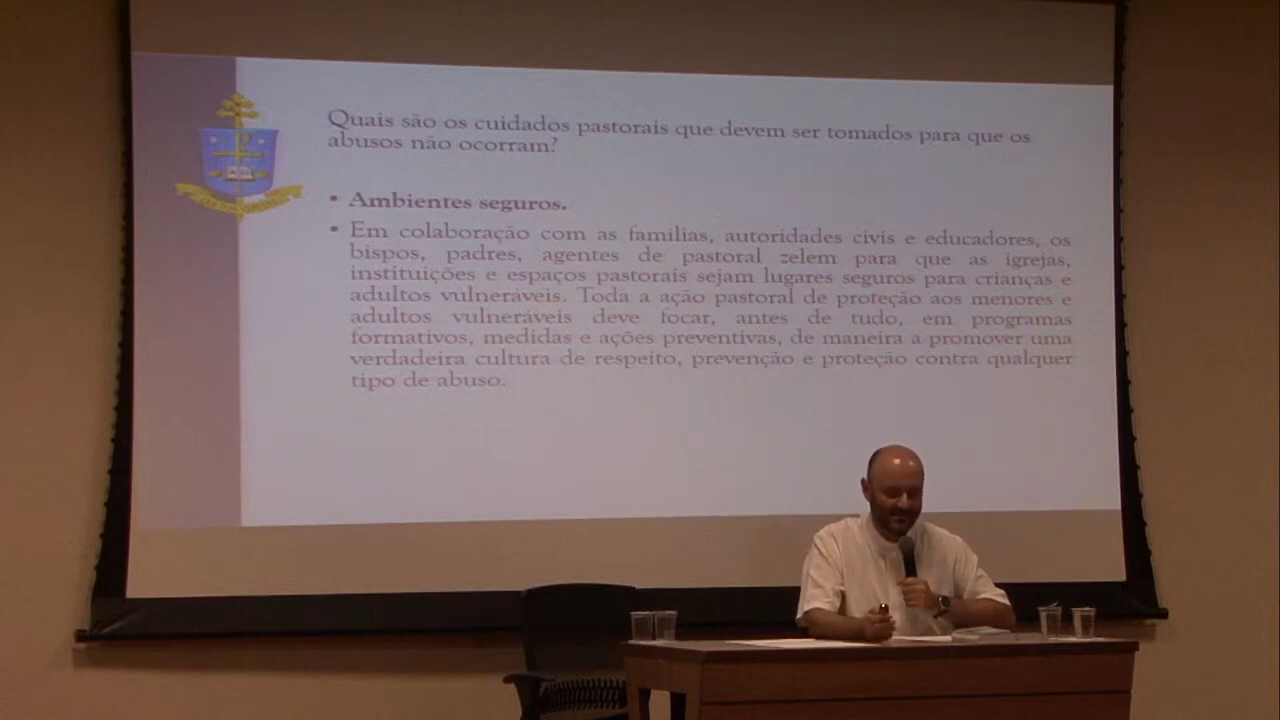 Quais são os cuidados pastorais que devem ser tomados para que os
abusos não ocorram?
• Ambientes seguros.
• Em colaboração com as famílias, autoridades civis e educadores, os
bispos, padres, agentes de pastoral zelem para que as igrejas,
instituições e espaços pastorais sejam lugares seguros para crianças e
adultos vulneráveis. Toda a ação pastoral de proteção aos menores e
adultos vulneráveis deve focar, antes de tudo, em programas
formativos, medidas e ações preventivas, de maneira a promover uma
verdadeira cultura de respeito, prevenção e proteção contra qualquer
tipo de abuso.